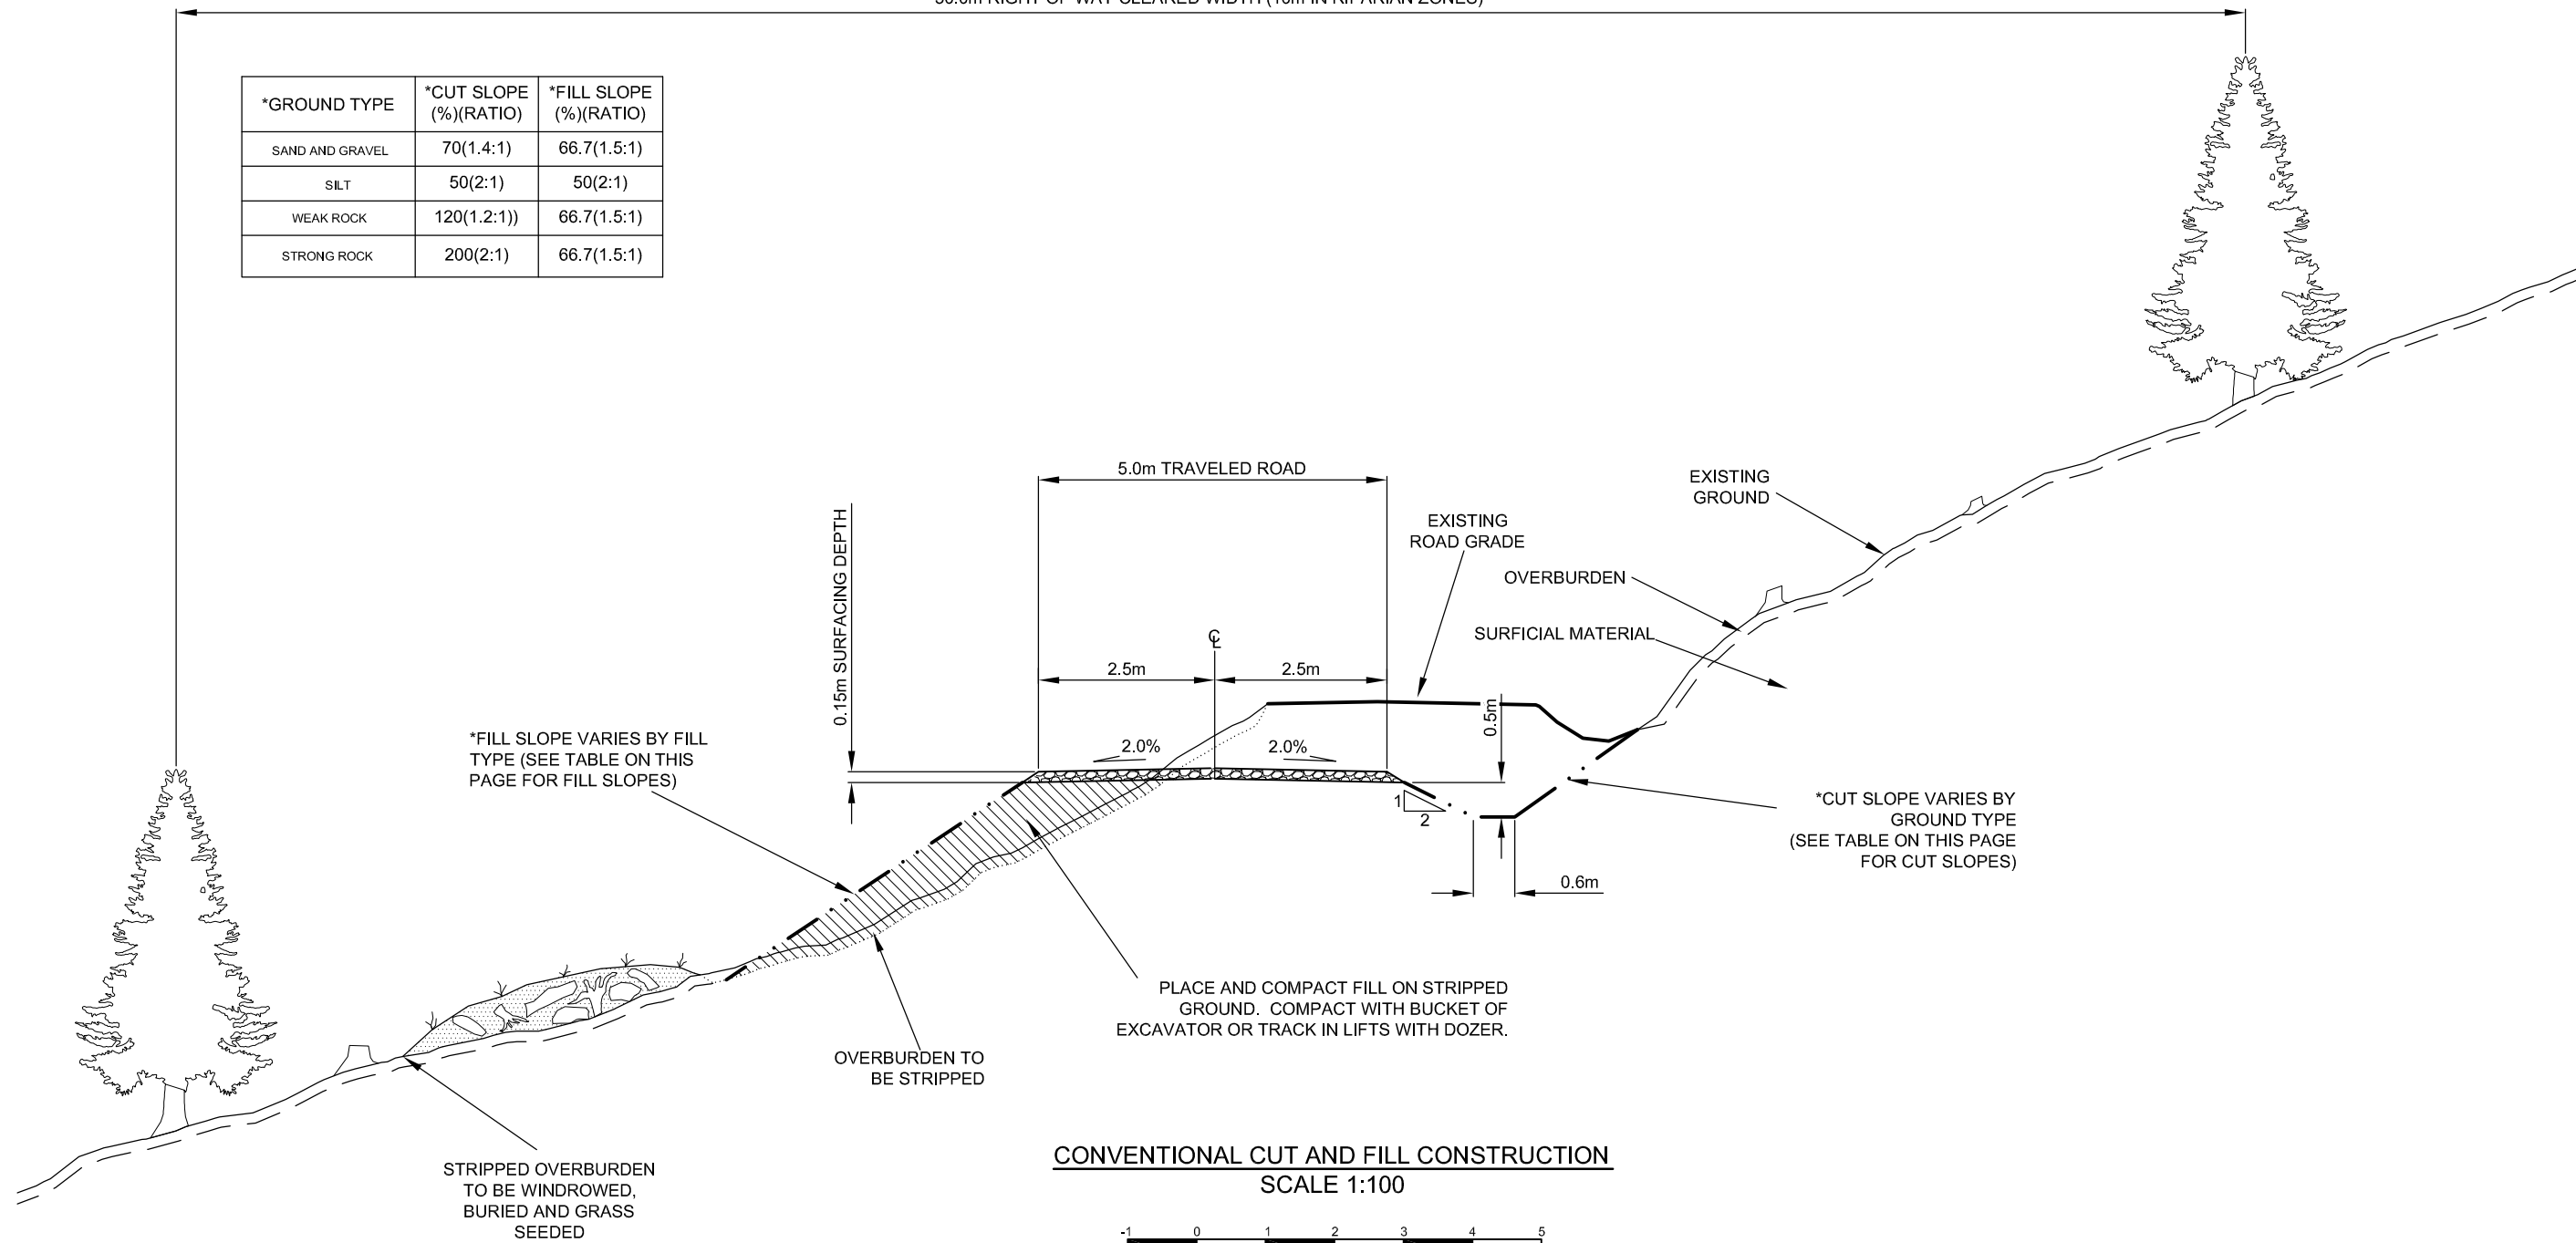 RIGHT OF WAY CLEARED WIDTH
*GROUND TYPE
*CUT SLOPE
(%)(RATIO)
*FILL SLOPE
(%)(RATIO)
SAND AND GRAVEL
70(1.4:1)
66.7(1.5:1)
SILT
50(2:1)
50(2:1)
WEAK ROCK
120(1.2:1))
66.7(1.5:1)
STRONG ROCK
200(2:1)
66.7(1.5:1)
5.0m TRAVELED ROAD
EXISTING
GROUND
EXISTING
ROAD GRADE
0.15m SURFACING DEPTH
OVERBURDEN
SURFICIAL MATERIAL
℄
2.5m
2.5m
0.5m
*FILL SLOPE VARIES BY FILL
TYPE (SEE TABLE ON THIS
PAGE FOR FILL SLOPES)
2.0%
2.0%
1
2
*CUT SLOPE VARIES BY
GROUND TYPE
(SEE TABLE ON THIS PAGE
FOR CUT SLOPES)
0.6m
PLACE AND COMPACT FILL ON STRIPPED
GROUND. COMPACT WITH BUCKET OF
EXCAVATOR OR TRACK IN LIFTS WITH DOZER.
OVERBURDEN TO
BE STRIPPED
STRIPPED OVERBURDEN
TO BE WINDROWED,
BURIED AND GRASS
SEEDED
CONVENTIONAL CUT AND FILL CONSTRUCTION
SCALE 1:100
-1 0 1 2 3 4 5